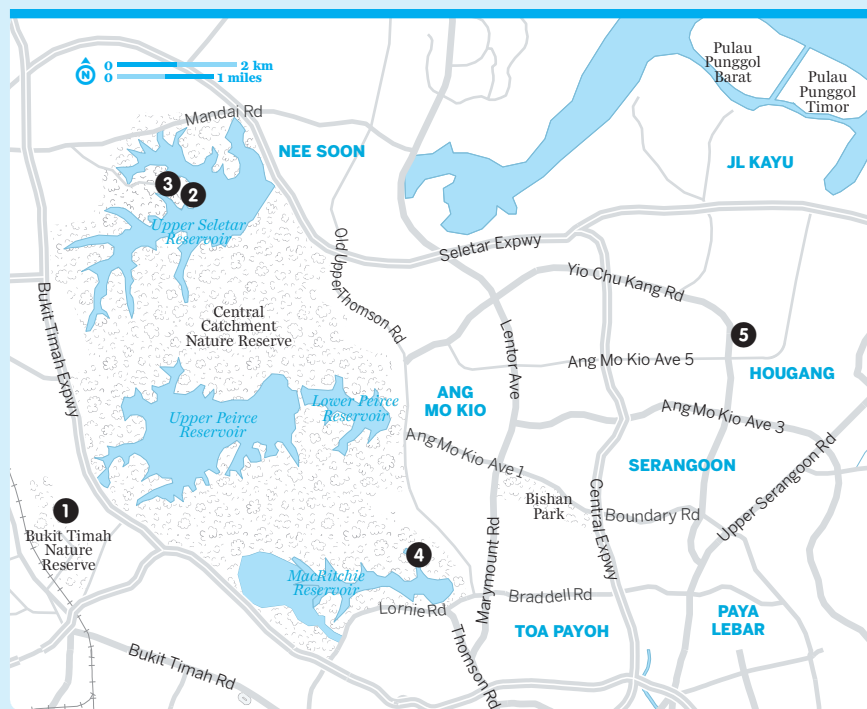 0 2 km
N
0 1 miles
Pulau
Punggol
Barat
Pulau
Punggol
Timor
Mandai Rd
NEE SOON
JL KAYU
3
2
Upper Seletar
Reservoir
Old Upper Thomson Rd
Seletar Expwy
Yio Chu Kang Rd
Bukit Timah Expwy
Central
Catchment
Nature Reserve
Lentor Ave
5
Ang Mo Kio Ave 5
HOUGANG
ANG
MO KIO
Lower Peirce
Reservoir
Upper Peirce
Reservoir
Ang Mo Kio Ave 3
Ang Mo Kio Ave 1
SERANGOON
Upper Serangoon Rd
Bishan
Park
Central Expwy
Boundary Rd
1
Bukit Timah
Nature
Reserve
4
Marymount Rd
MacRitchie
Reservoir
Lornie Rd
Braddell Rd
TOA PAYOH
PAYA
LEBAR
Thomson Rd
Bukit Timah Rd